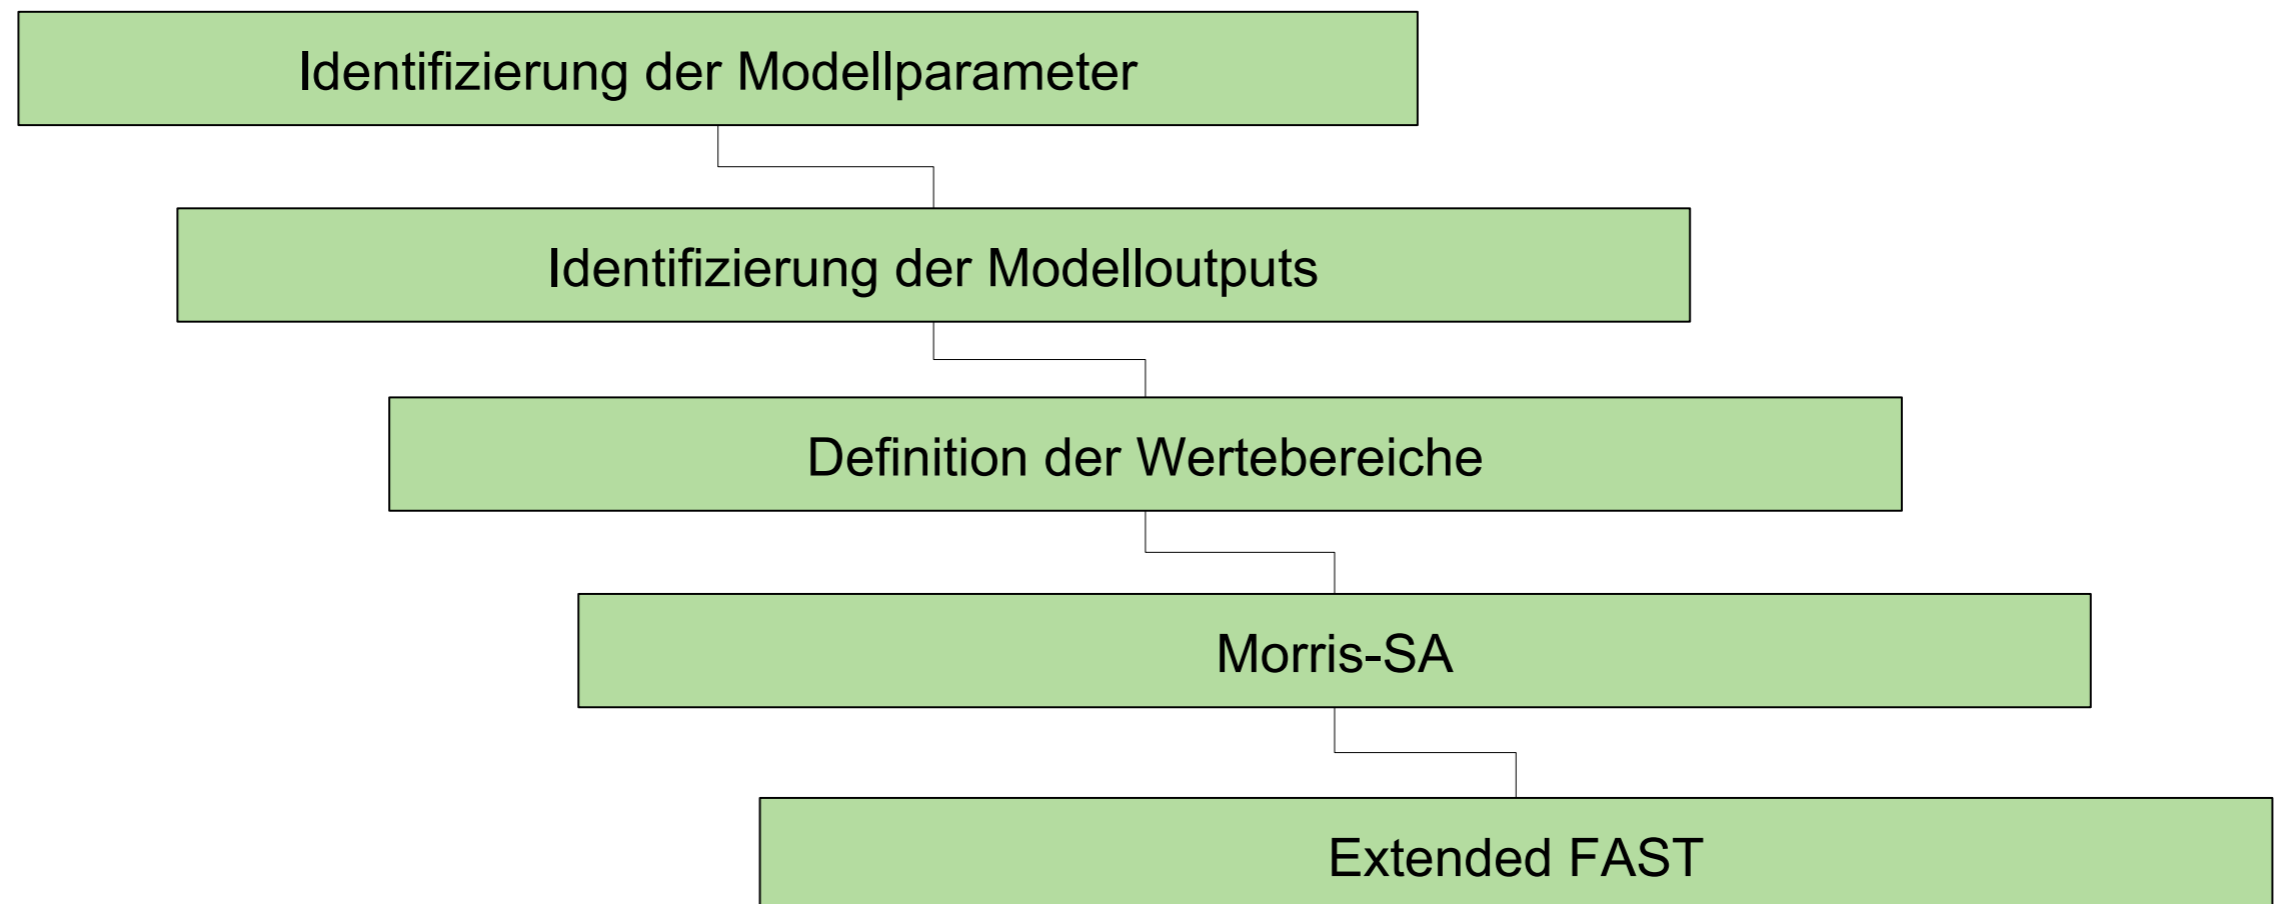 Identifizierung der Modellparameter
Identifizierung der Modelloutputs
Definition der Wertebereiche
Morris-SA
Extended FAST